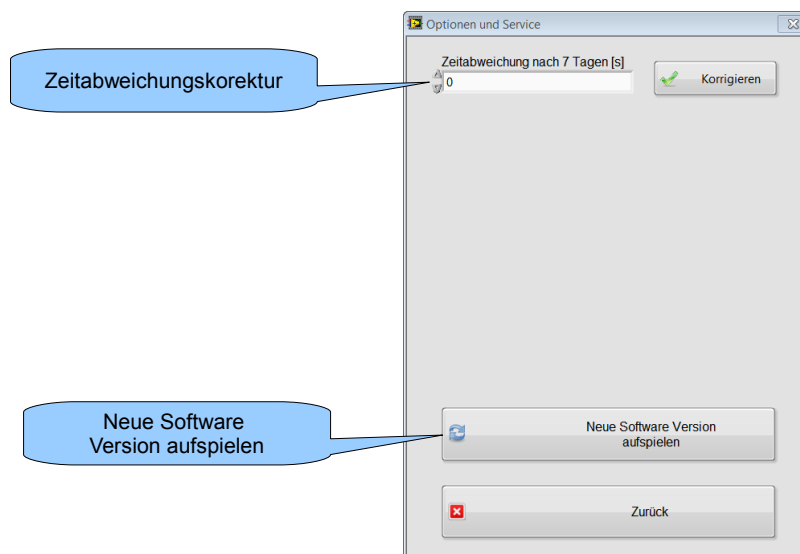 Optionen und Service
Zeitabweichungskorektur
Zeitabweichung nach 7 Tagen [s]
0
Korrigieren
Neue Software
Version aufspielen
Neue Software Version
aufspielen
Zurück